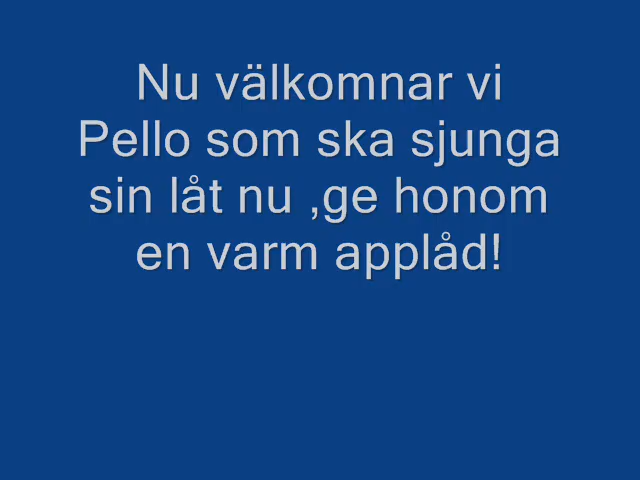 Nu välkomnar vi
Pello som ska sjunga
sin låt nu ,ge honom
en varm applåd!